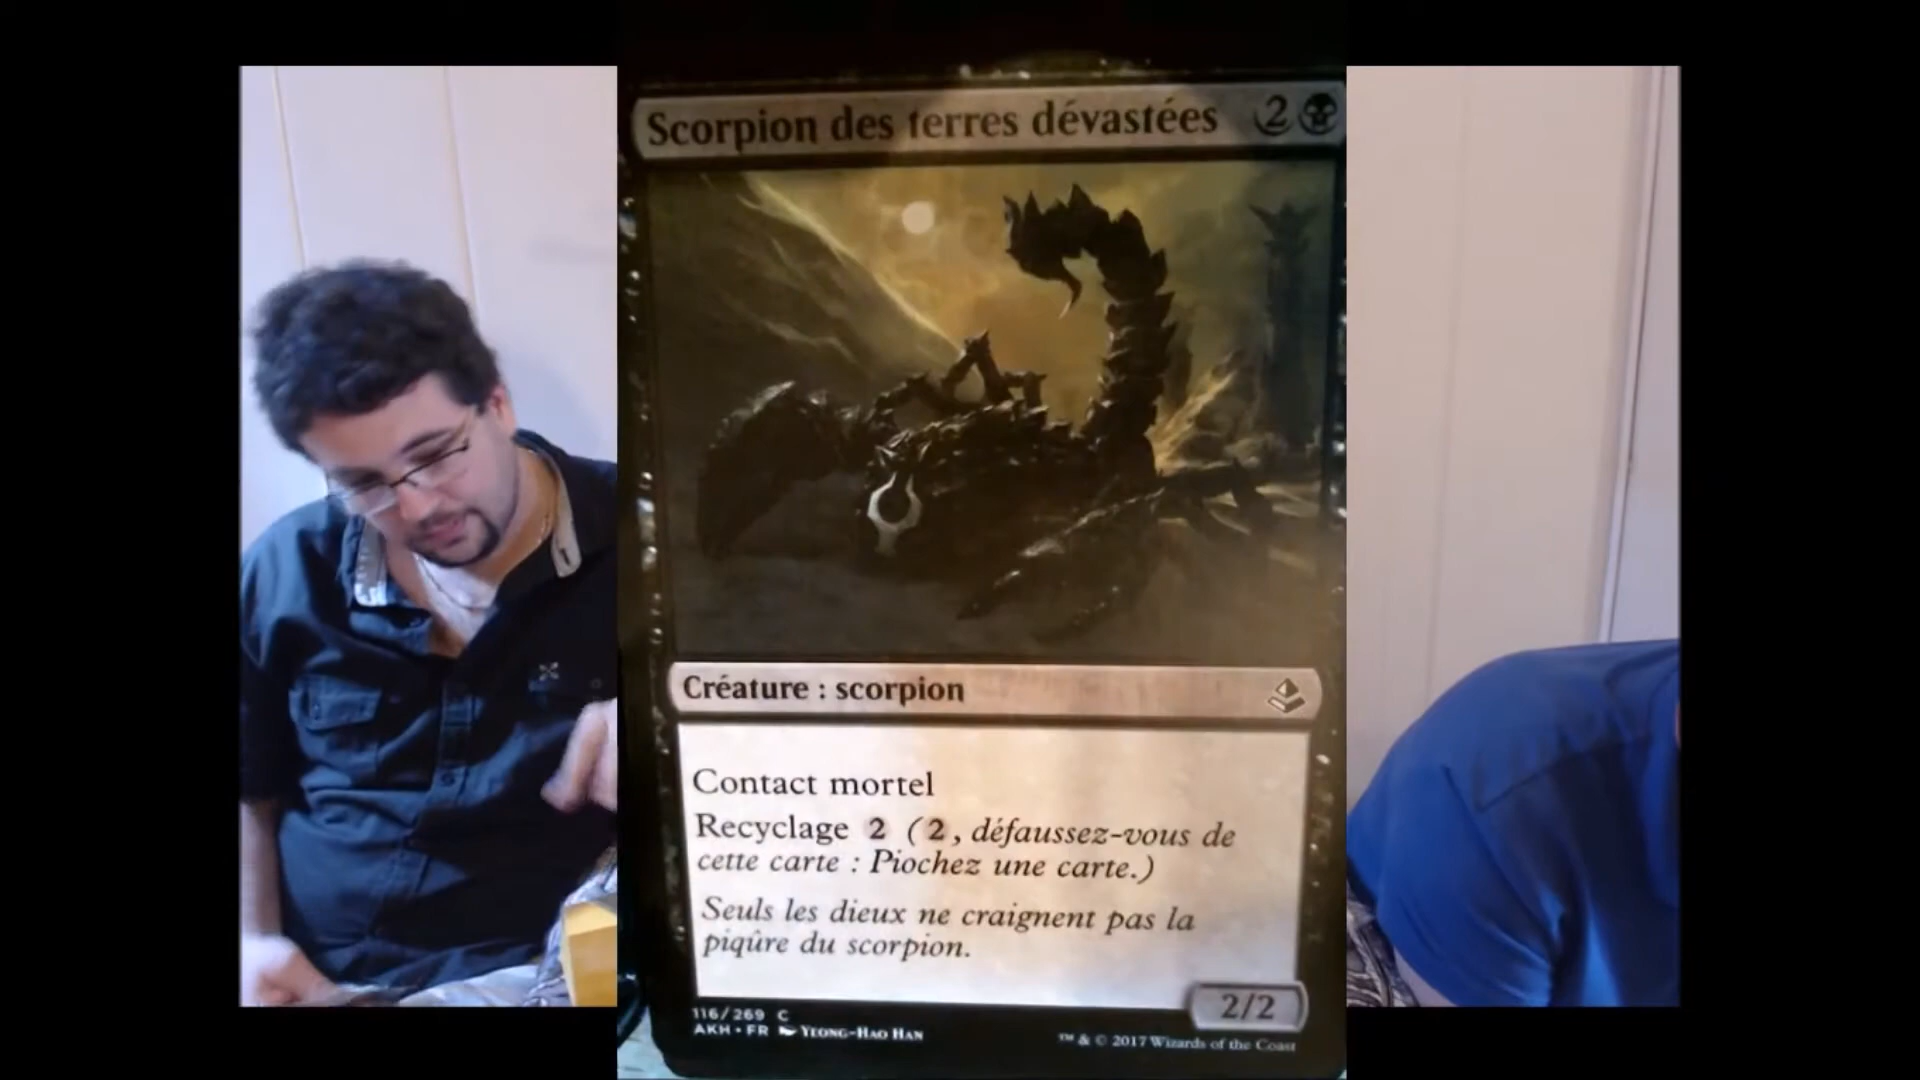 Scorpion des terres dévastées 2
Créature : scorpion
Contact mortel
Recyclage 2 (2, défaussez-vous de
cette carte : Piochez une carte.)
Seuls les dieux ne craignent pas la
piqûre du scorpion.
2/2
116/269 C
AKH • FR Yeong-Hao Han
™ & © 2017 Wizards of the Coast